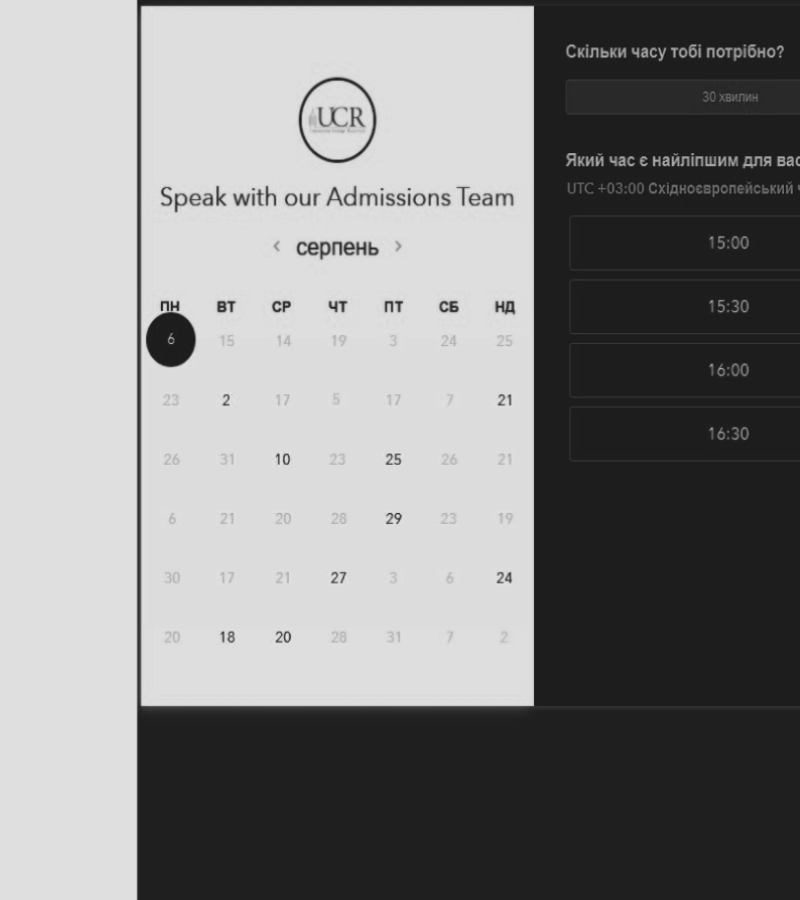 UCR
Speak with our Admissions Team
‹ серпень ›
ПН ВТ СР ЧТ ПТ СБ НД
6 15 14 19 3 24 25
23 2 17 5 17 7 21
26 31 10 23 25 26 21
6 21 20 28 29 23 19
30 17 21 27 3 6 24
20 18 20 28 31 7 2
Скільки часу тобі потрібно?
30 хвилин
Який час є найліпшим для вас
UTC +03:00 Східноєвропейський ч
15:00
15:30
16:00
16:30